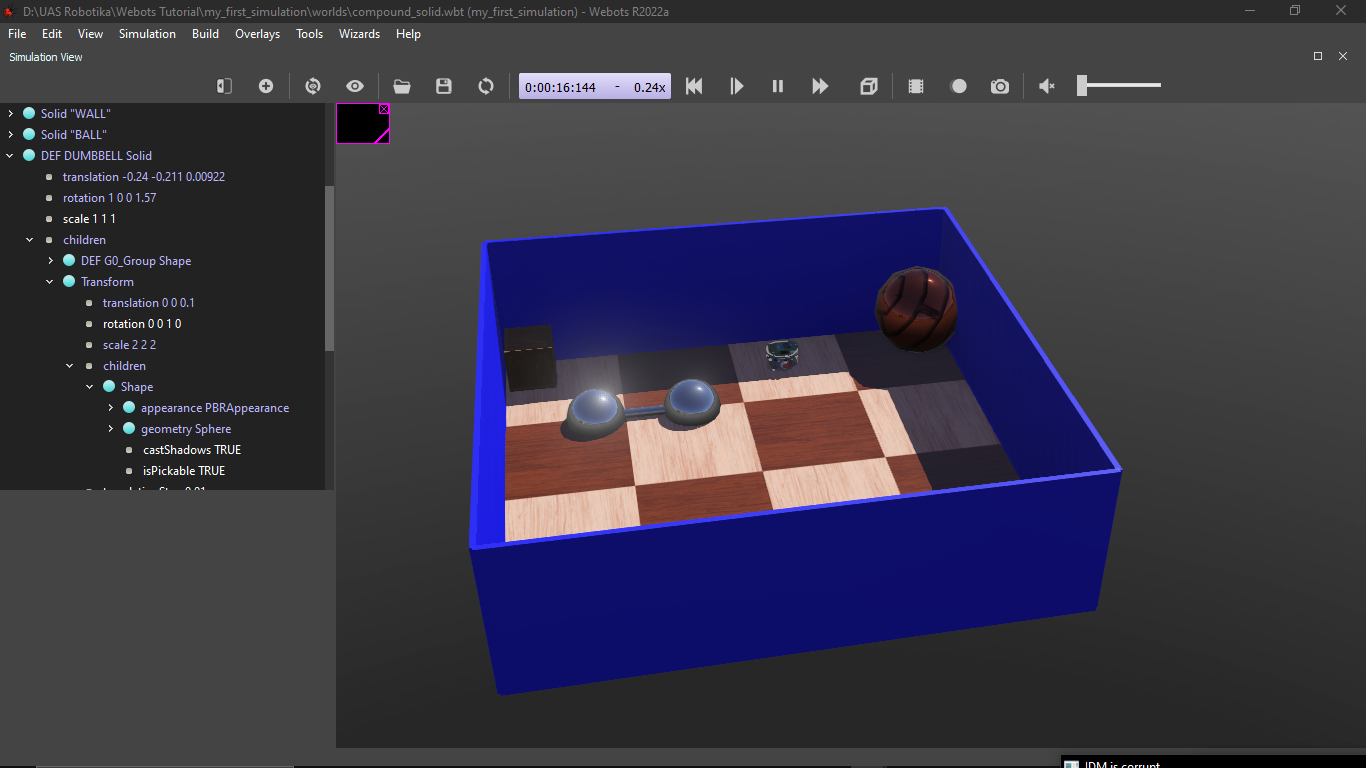 D:\UAS Robotika\Webots Tutorial\my_first_simulation\worlds\compound_solid.wbt (my_first_simulation) - Webots R2022a
File Edit View Simulation Build Overlays Tools Wizards Help
Simulation View
0:00:16:144 - 0.24x
Solid "WALL"
Solid "BALL"
DEF DUMBBELL Solid
translation -0.24 -0.211 0.00922
rotation 1 0 0 1.57
scale 1 1 1
children
DEF G0_Group Shape
Transform
translation 0 0 0.1
rotation 0 0 1 0
scale 2 2 2
children
Shape
appearance PBRAppearance
geometry Sphere
castShadows TRUE
isPickable TRUE
translationStep 0.01
IDM is corrupt